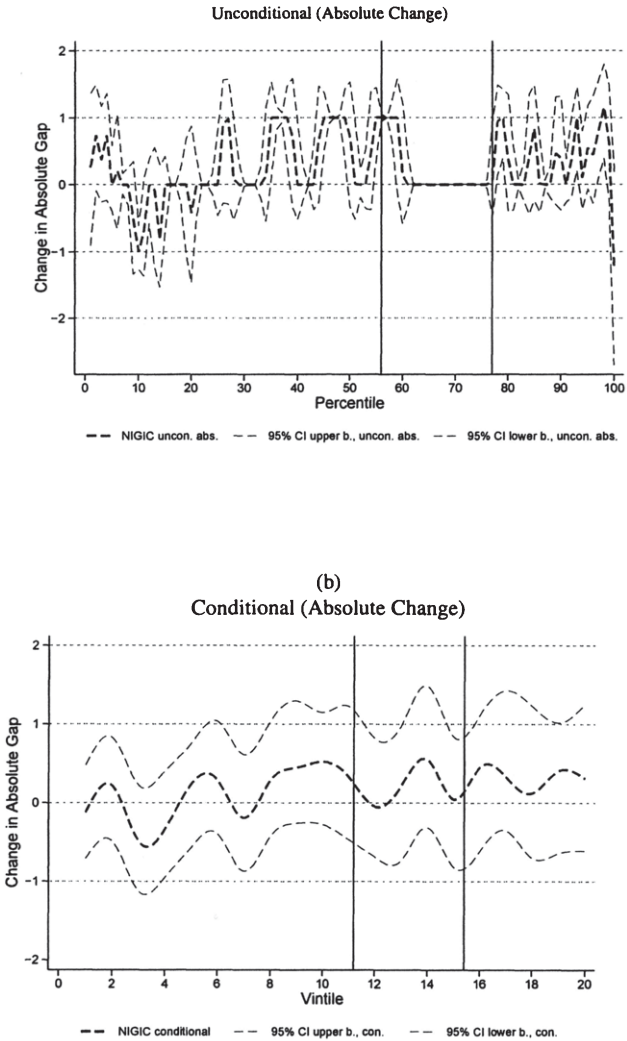 Unconditional (Absolute Change)
2
1
0
−1
−2
Change in Absolute Gap
0 10 20 30 40 50 60 70 80 90 100
Percentile
NIGIC uncon. abs. 95% CI upper b., uncon. abs. 95% CI lower b., uncon. abs.
(b)
Conditional (Absolute Change)
2
1
0
−1
−2
Change in Absolute Gap
0 2 4 6 8 10 12 14 16 18 20
Vintile
NIGIC conditional 95% CI upper b., con. 95% CI lower b., con.